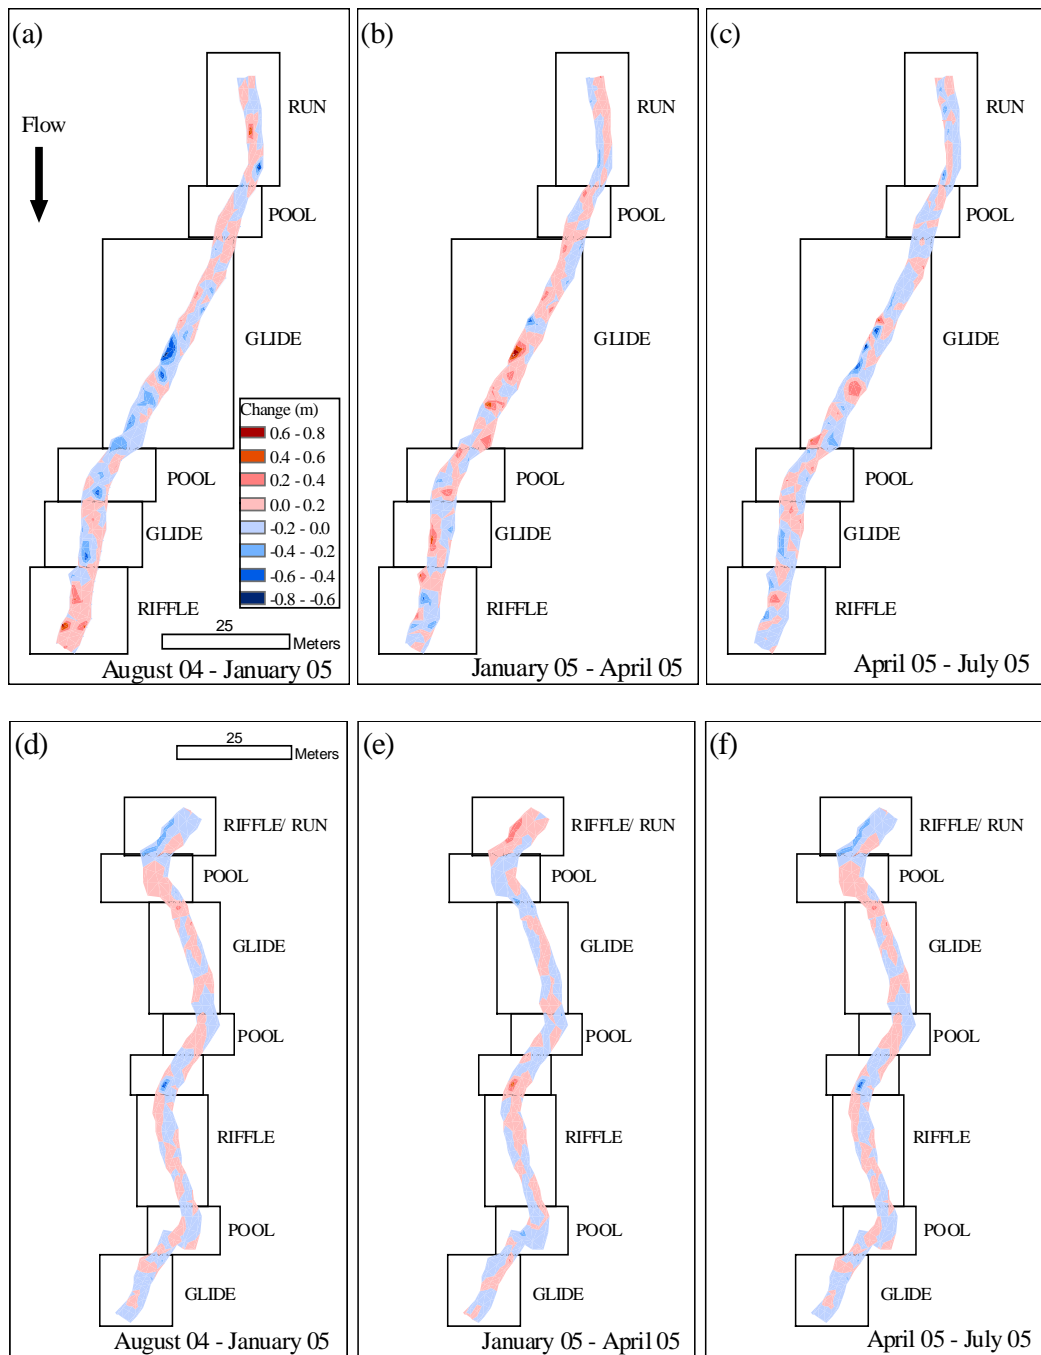 (a)
RUN
Flow
POOL
GLIDE
Change (m)
0.6 - 0.8
0.4 - 0.6
0.2 - 0.4
0.0 - 0.2
-0.2 - 0.0
-0.4 - -0.2
-0.6 - -0.4
-0.8 - -0.6
POOL
GLIDE
RIFFLE
25
Meters
August 04 - January 05
(b)
RUN
POOL
GLIDE
POOL
GLIDE
RIFFLE
January 05 - April 05
(c)
RUN
POOL
GLIDE
POOL
GLIDE
RIFFLE
April 05 - July 05
(d)
25
Meters
RIFFLE/ RUN
POOL
GLIDE
POOL
RIFFLE
POOL
GLIDE
August 04 - January 05
(e)
RIFFLE/ RUN
POOL
GLIDE
POOL
RIFFLE
POOL
GLIDE
January 05 - April 05
(f)
RIFFLE/ RUN
POOL
GLIDE
POOL
RIFFLE
POOL
GLIDE
April 05 - July 05